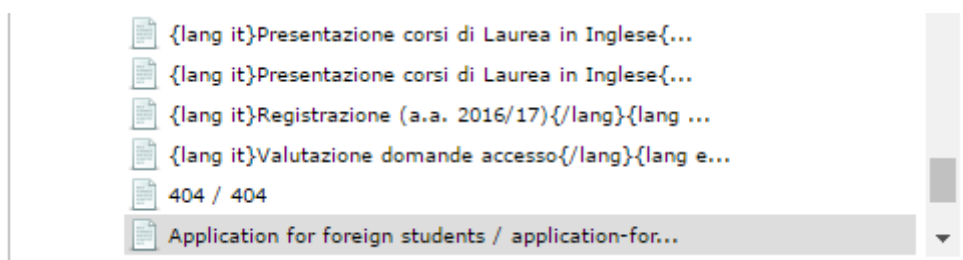 {lang it}Presentazione corsi di Laurea in Inglese{...
{lang it}Presentazione corsi di Laurea in Inglese{...
{lang it}Registrazione (a.a. 2016/17){/lang}{lang ...
{lang it}Valutazione domande accesso{/lang}{lang e...
404 / 404
Application for foreign students / application-for...